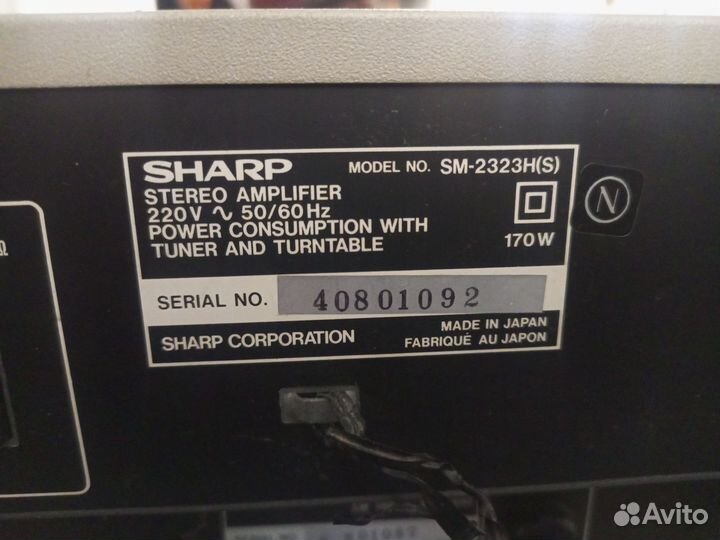 SHARP MODEL NO. SM-2323H(S)
STEREO AMPLIFIER
220V ∿ 50/60Hz
POWER CONSUMPTION WITH
TUNER AND TURNTABLE 170W
N
SERIAL NO. 40801092
SHARP CORPORATION
MADE IN JAPAN
FABRIQUÉ AU JAPON
Ω
Avito